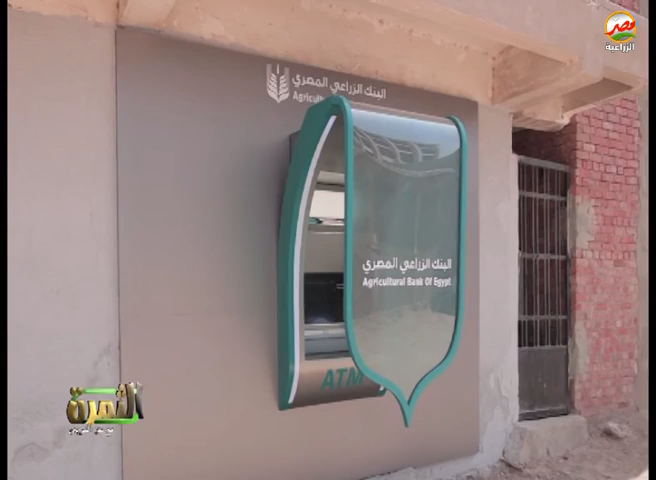 مصر
الزراعية
البنك الزراعي المصري
البنك الزراعي المصري
Agricultural Bank Of Egypt
ATM
الثمرة